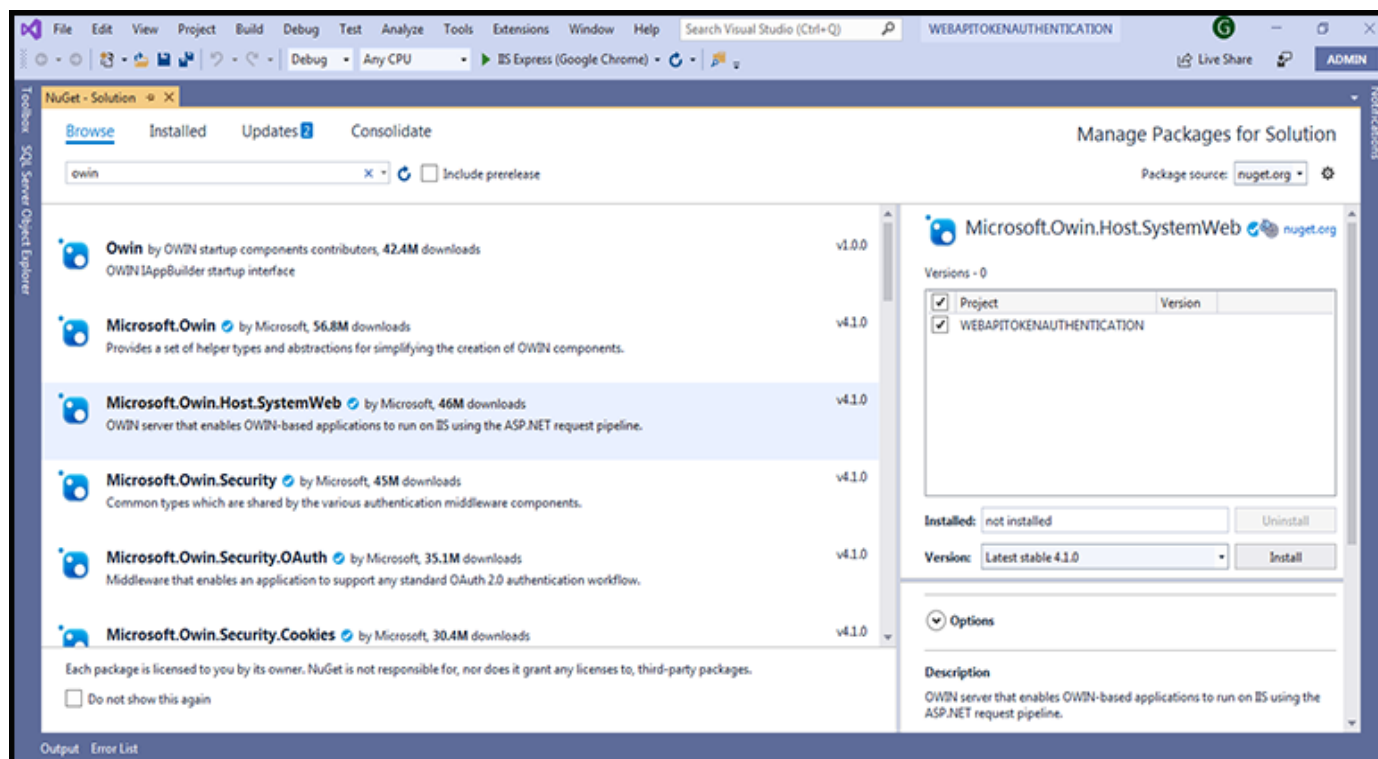 File Edit View Project Build Debug Test Analyze Tools Extensions Window Help Search Visual Studio (Ctrl+Q) WEBAPITOKENAUTHENTICATION G
Debug Any CPU IIS Express (Google Chrome) Live Share ADMIN
Toolbox
SQL Server Object Explorer
Notifications
NuGet - Solution
Browse Installed Updates 2 Consolidate
Manage Packages for Solution
owin
Include prerelease
Package source: nuget.org
Owin by OWIN startup components contributors, 42.4M downloads v1.0.0
OWIN IAppBuilder startup interface
Microsoft.Owin by Microsoft, 56.8M downloads v4.1.0
Provides a set of helper types and abstractions for simplifying the creation of OWIN components.
Microsoft.Owin.Host.SystemWeb by Microsoft, 46M downloads v4.1.0
OWIN server that enables OWIN-based applications to run on IIS using the ASP.NET request pipeline.
Microsoft.Owin.Security by Microsoft, 45M downloads v4.1.0
Common types which are shared by the various authentication middleware components.
Microsoft.Owin.Security.OAuth by Microsoft, 35.1M downloads v4.1.0
Middleware that enables an application to support any standard OAuth 2.0 authentication workflow.
Microsoft.Owin.Security.Cookies by Microsoft, 30.4M downloads v4.1.0
Each package is licensed to you by its owner. NuGet is not responsible for, nor does it grant any licenses to, third-party packages.
Do not show this again
Microsoft.Owin.Host.SystemWeb nuget.org
Versions - 0
Project Version
WEBAPITOKENAUTHENTICATION
Installed: not installed Uninstall
Version: Latest stable 4.1.0 Install
Options
Description
OWIN server that enables OWIN-based applications to run on IIS using the
ASP.NET request pipeline.
Output Error List